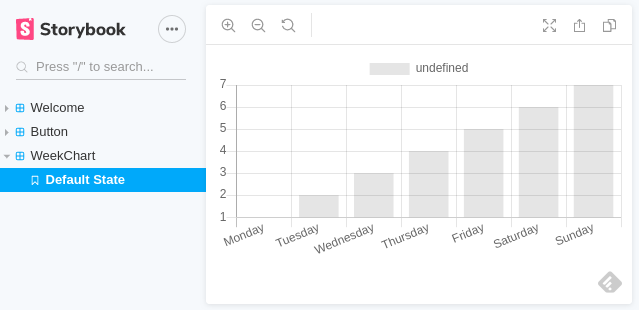 Storybook
Press "/" to search...
Welcome
Button
WeekChart
Default State
undefined
7
6
5
4
3
2
1
Monday
Tuesday
Wednesday
Thursday
Friday
Saturday
Sunday